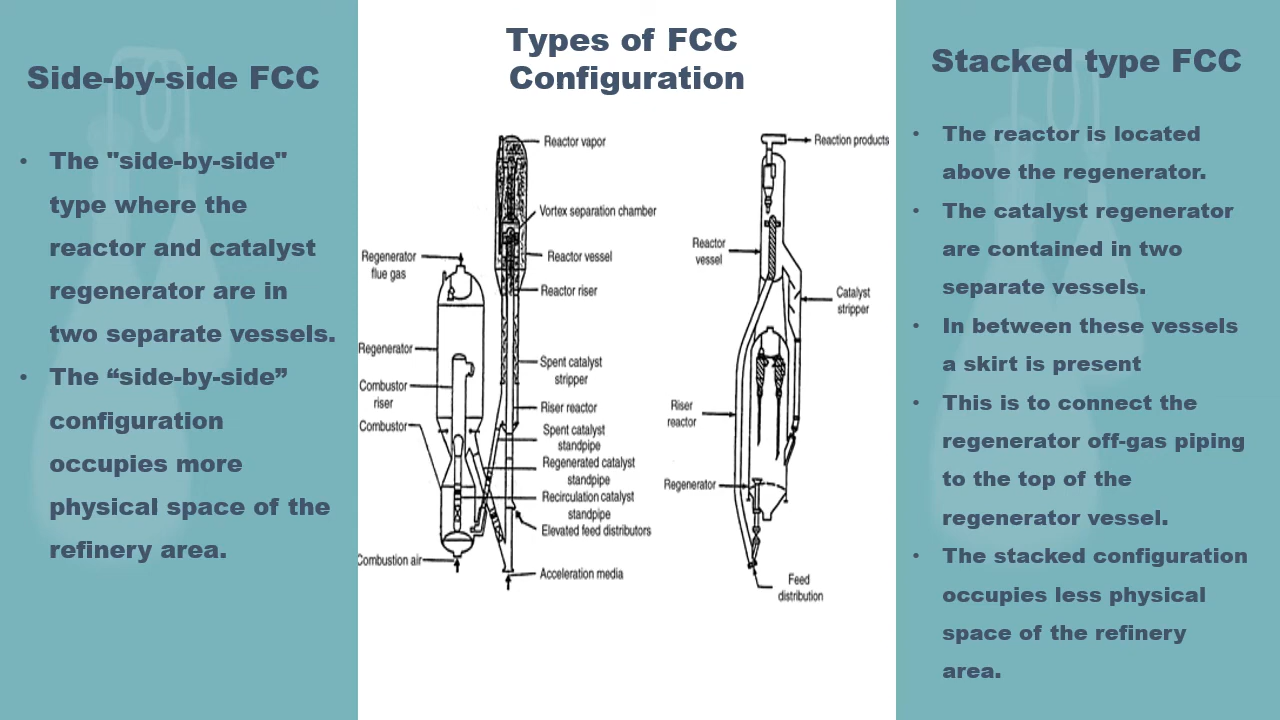 Side-by-side FCC
• The "side-by-side"
type where the
reactor and catalyst
regenerator are in
two separate vessels.
• The “side-by-side”
configuration
occupies more
physical space of the
refinery area.
Types of FCC
Configuration
Reactor vapor
Vortex separation chamber
Regenerator
flue gas
Reactor vessel
Reactor riser
Regenerator
Spent catalyst
stripper
Combustor
riser
Riser reactor
Combustor
Spent catalyst
standpipe
Regenerated catalyst
standpipe
Recirculation catalyst
standpipe
Elevated feed distributors
Combustion air
Acceleration media
Reaction products
Reactor
vessel
Catalyst
stripper
Riser
reactor
Regenerator
Feed
distribution
Stacked type FCC
• The reactor is located
above the regenerator.
• The catalyst regenerator
are contained in two
separate vessels.
• In between these vessels
a skirt is present
• This is to connect the
regenerator off-gas piping
to the top of the
regenerator vessel.
• The stacked configuration
occupies less physical
space of the refinery
area.